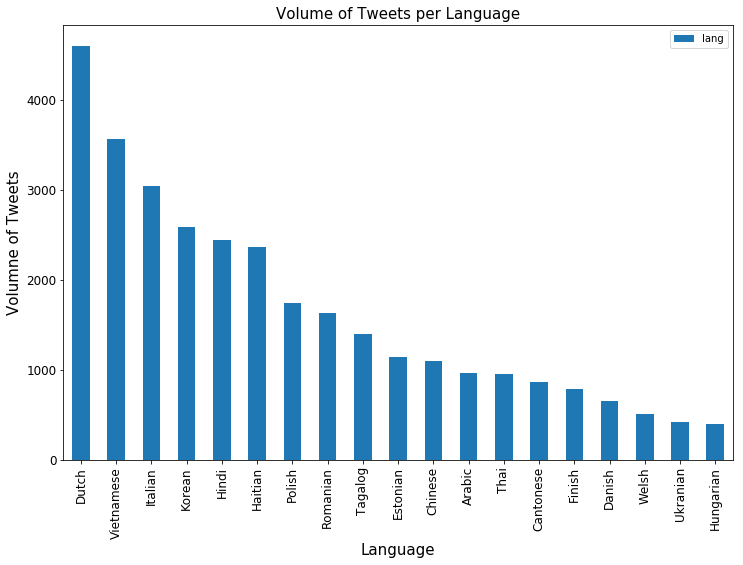 Volume of Tweets per Language
lang
Volumne of Tweets
4000
3000
2000
1000
0
Dutch
Vietnamese
Italian
Korean
Hindi
Haitian
Polish
Romanian
Tagalog
Estonian
Chinese
Arabic
Thai
Cantonese
Finish
Danish
Welsh
Ukranian
Hungarian
Language